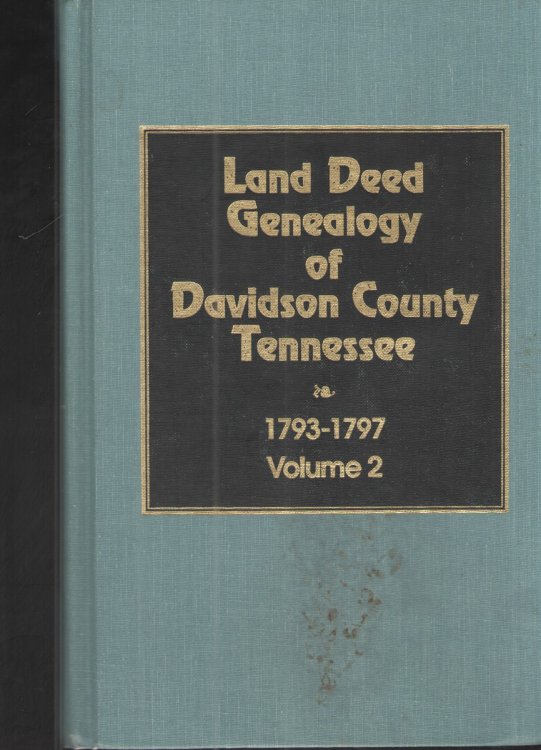 Land Deed
Genealogy
of
Davidson County
Tennessee
1793-1797
Volume 2